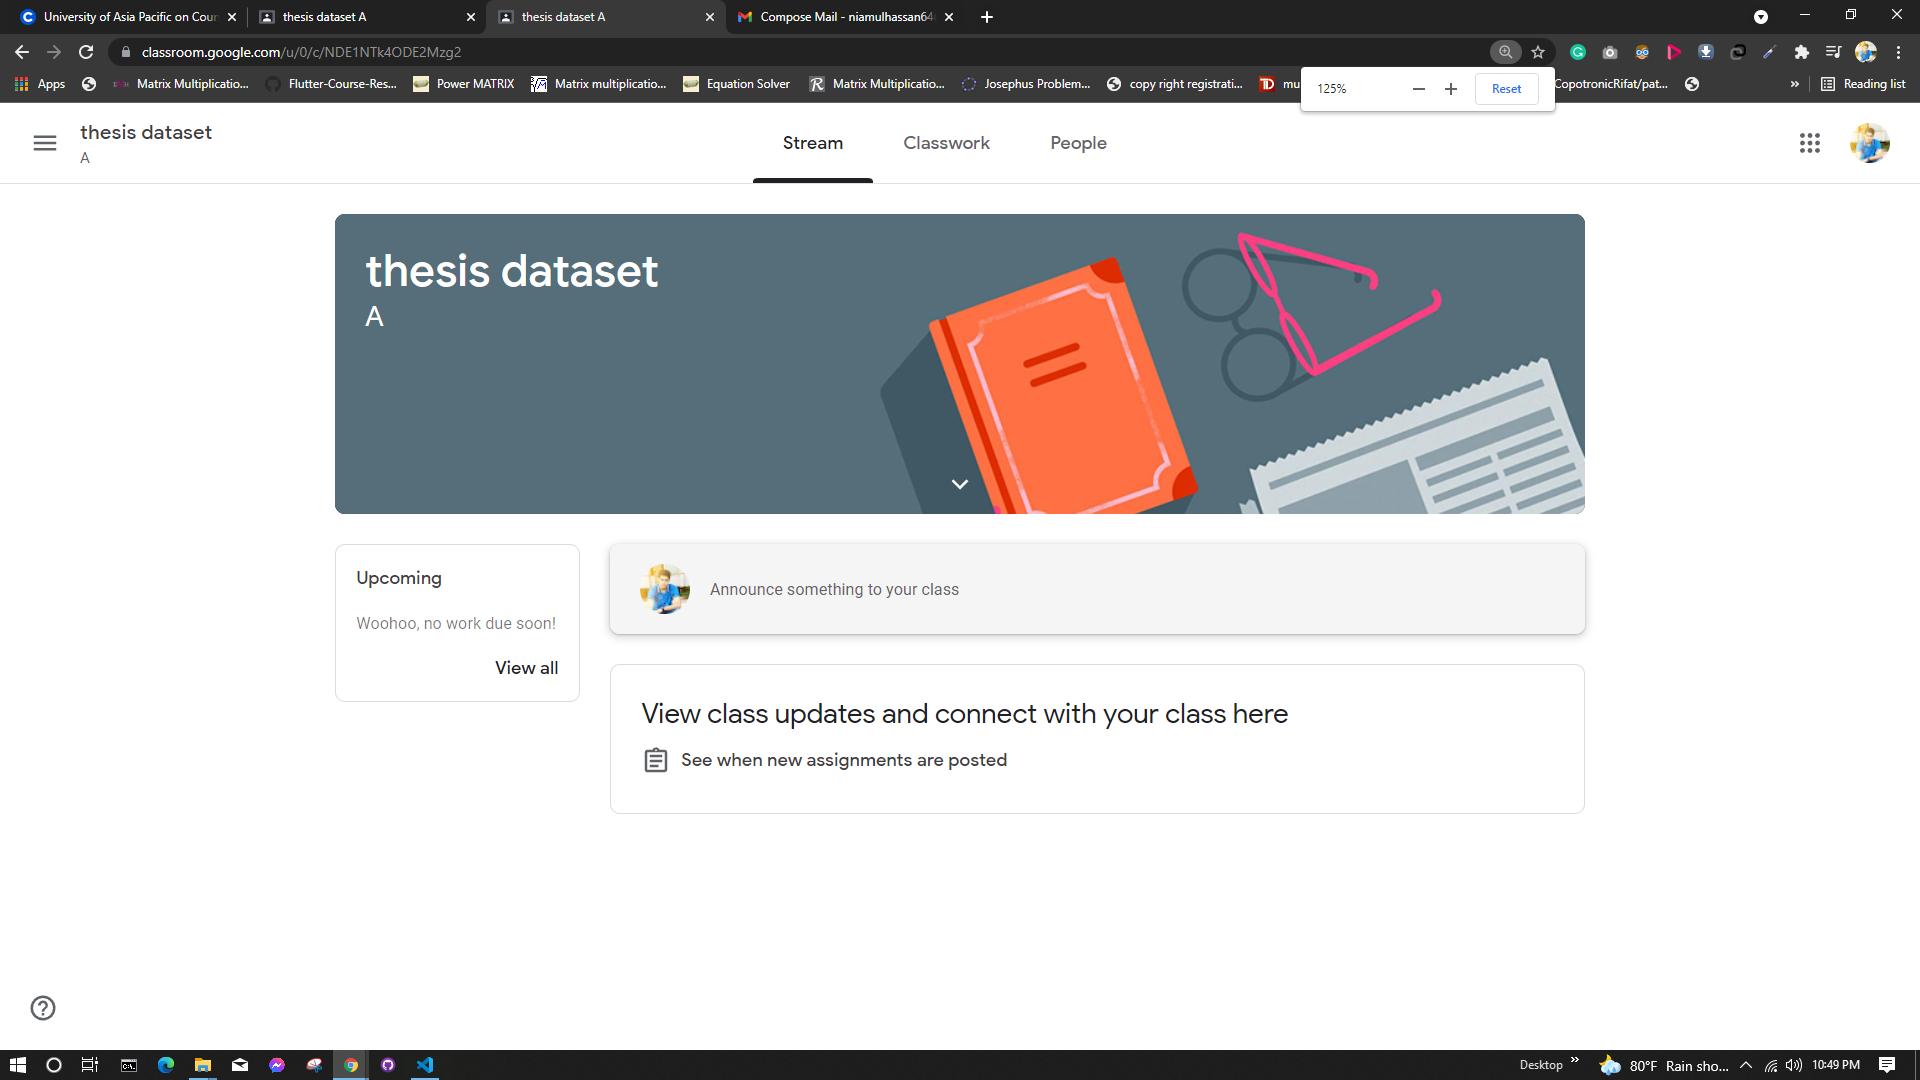 University of Asia Pacific on Cour
thesis dataset A
thesis dataset A
Compose Mail - niamulhassan64
classroom.google.com/u/0/c/NDE1NTk4ODE2Mzg2
Apps
Matrix Multiplicatio...
Flutter-Course-Res...
Power MATRIX
Matrix multiplicatio...
Equation Solver
Matrix Multiplicatio...
Josephus Problem...
copy right registrati...
mu
CopotronicRifat/pat...
Reading list
125%
Reset
thesis dataset
A
Stream
Classwork
People
thesis dataset
A
Upcoming
Woohoo, no work due soon!
View all
Announce something to your class
View class updates and connect with your class here
See when new assignments are posted
Desktop
80°F Rain sho...
10:49 PM